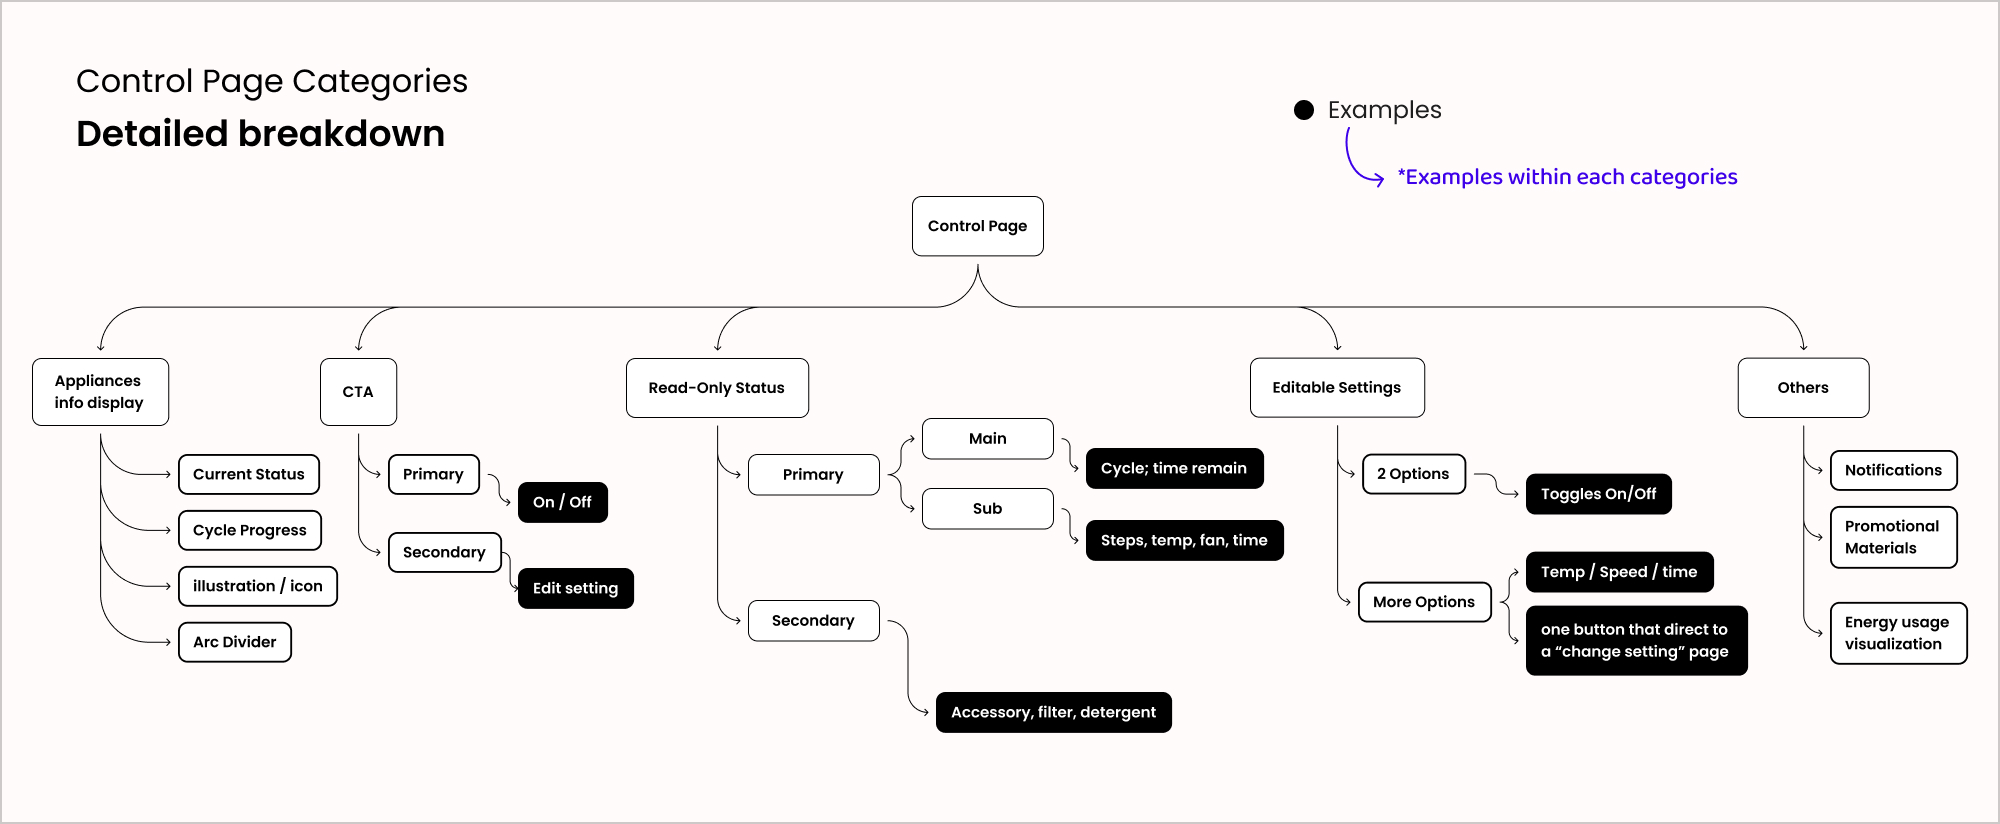 Control Page Categories
Detailed breakdown
Examples
*Examples within each categories
Control Page
Appliances
info display
Current Status
Cycle Progress
illustration / icon
Arc Divider
CTA
Primary
On / Off
Secondary
Edit setting
Read-Only Status
Primary
Main
Cycle; time remain
Sub
Steps, temp, fan, time
Secondary
Accessory, filter, detergent
Editable Settings
2 Options
Toggles On/Off
More Options
Temp / Speed / time
one button that direct to
a “change setting” page
Others
Notifications
Promotional
Materials
Energy usage
visualization